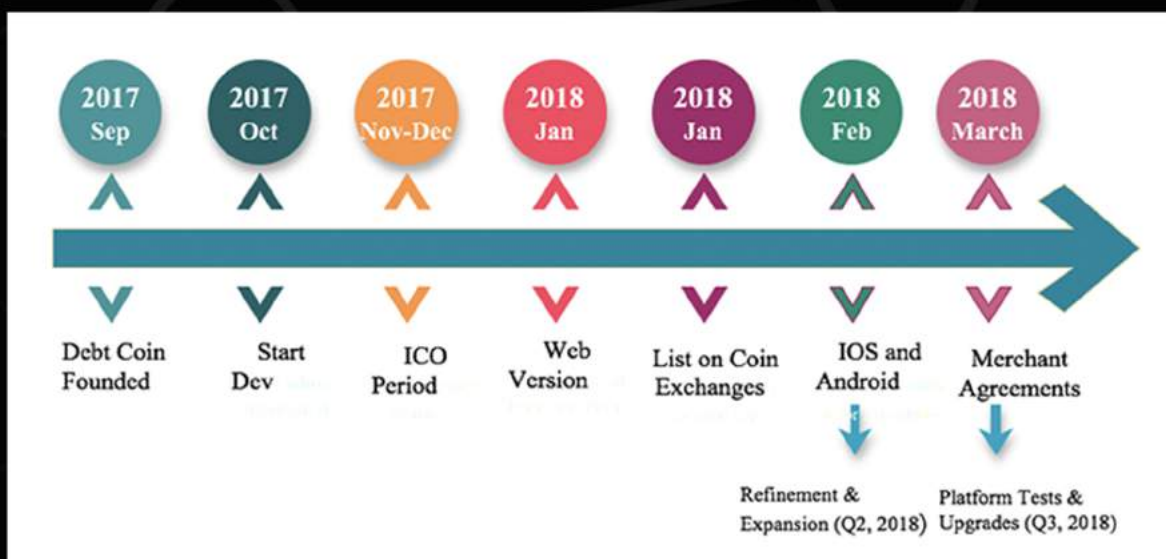 2017
Sep
2017
Oct
2017
Nov-Dec
2018
Jan
2018
Jan
2018
Feb
2018
March
Debt Coin
Founded
Start
Dev
ICO
Period
Web
Version
List on Coin
Exchanges
IOS and
Android
Merchant
Agreements
Refinement &
Expansion (Q2, 2018)
Platform Tests &
Upgrades (Q3, 2018)